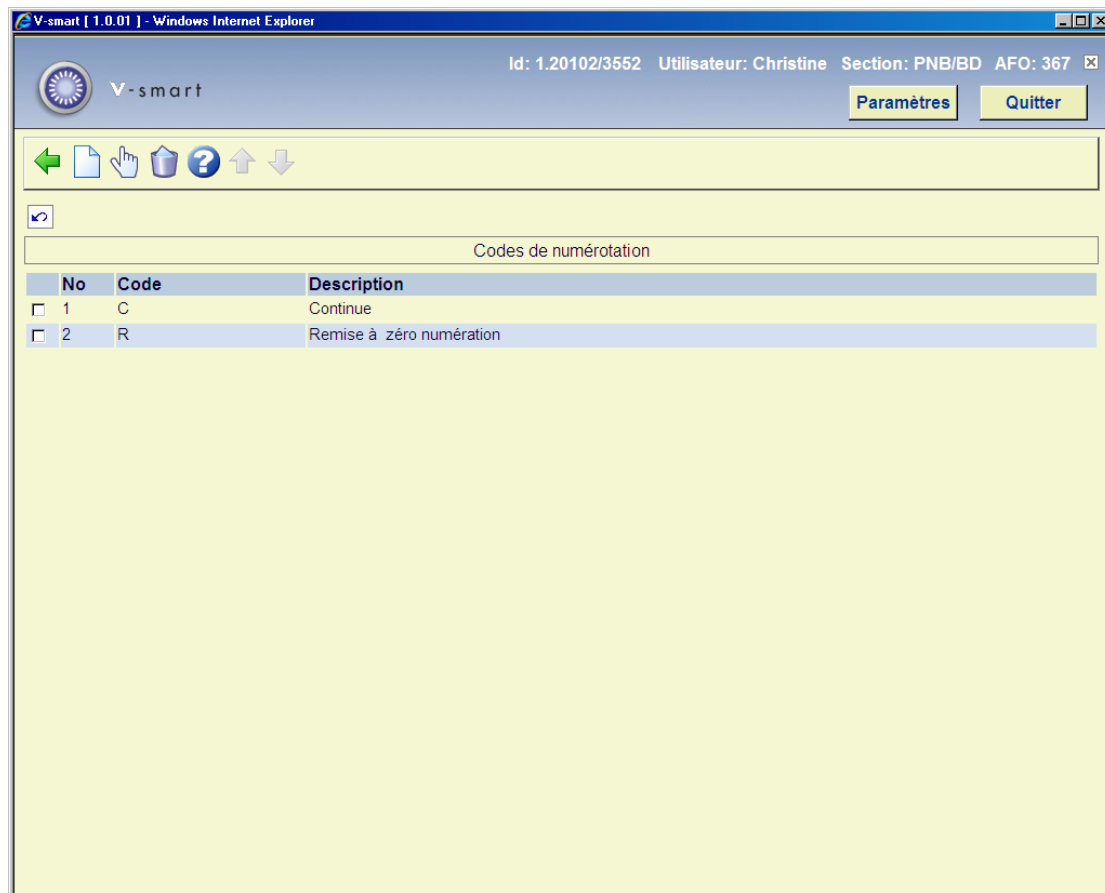 V-smart [ 1.0.01 ] - Windows Internet Explorer
Id: 1.20102/3552 Utilisateur: Christine Section: PNB/BD AFO: 367
V-smart
Paramètres Quitter
Codes de numérotation
No Code Description
1 C Continue
2 R Remise à zéro numération